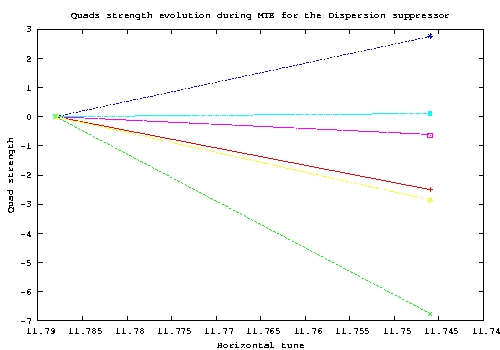 Quads strength evolution during MTE for the Dispersion suppressor
3
2
1
0
-1
-2
-3
-4
-5
-6
-7
Quad strength
11.79 11.785 11.78 11.775 11.77 11.765 11.76 11.755 11.75 11.745 11.74
Horizontal tune